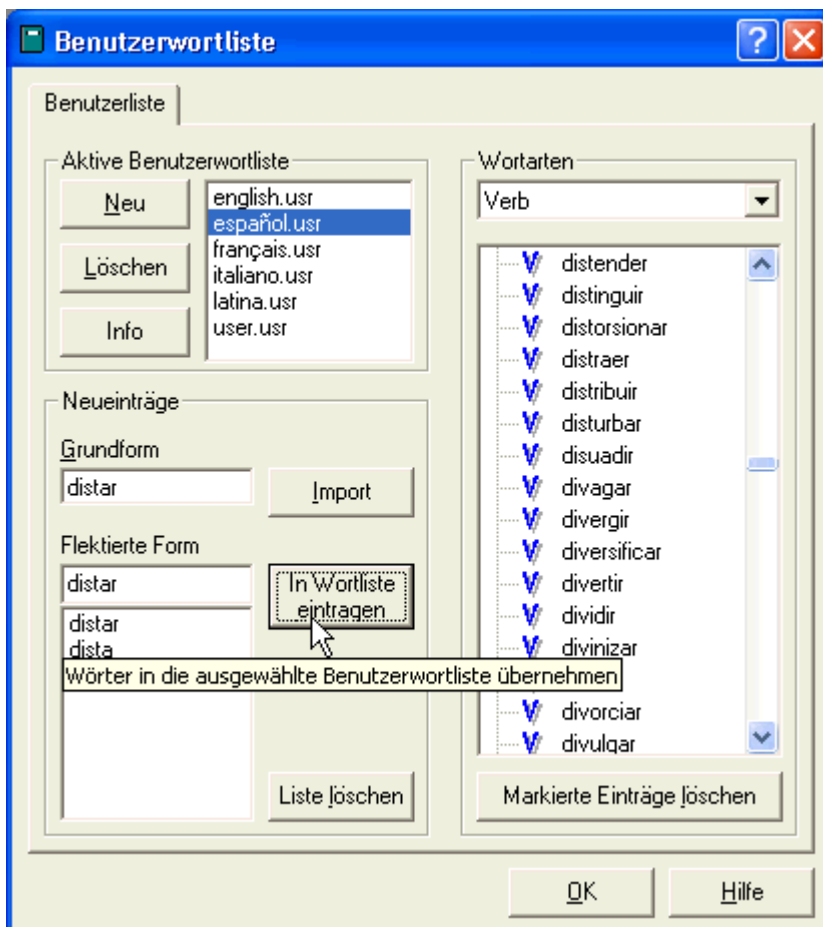 Benutzerwortliste
Benutzerliste
Aktive Benutzerwortliste
Neu
Löschen
Info
english.usr
español.usr
français.usr
italiano.usr
latina.usr
user.usr
Neueinträge
Grundform
distar
Import
Flektierte Form
distar
In Wortliste
eintragen
distar
dista
Wörter in die ausgewählte Benutzerwortliste übernehmen
Liste löschen
Wortarten
Verb
distender
distinguir
distorsionar
distraer
distribuir
disturbar
disuadir
divagar
divergir
diversificar
divertir
dividir
divinizar
divorciar
divulgar
Markierte Einträge löschen
OK
Hilfe